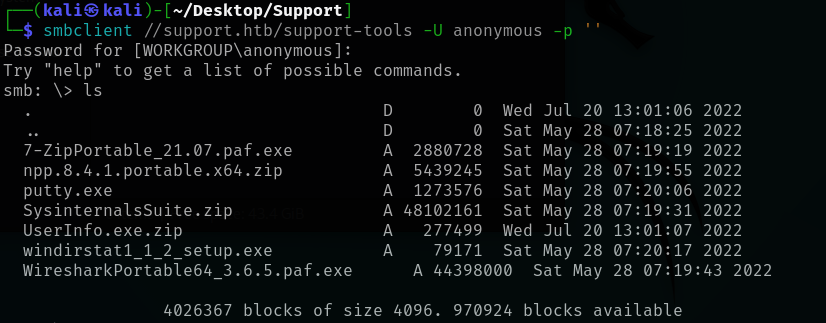 ┌──(kali㉿kali)-[~/Desktop/Support]
└─$ smbclient //support.htb/support-tools -U anonymous -p ''
Password for [WORKGROUP\anonymous]:
Try "help" to get a list of possible commands.
smb: \> ls
  .                                   D        0  Wed Jul 20 13:01:06 2022
  ..                                  D        0  Sat May 28 07:18:25 2022
  7-ZipPortable_21.07.paf.exe         A  2880728  Sat May 28 07:19:19 2022
  npp.8.4.1.portable.x64.zip          A  5439245  Sat May 28 07:19:55 2022
  putty.exe                           A  1273576  Sat May 28 07:20:06 2022
  SysinternalsSuite.zip               A 48102161  Sat May 28 07:19:31 2022
  UserInfo.exe.zip                    A   277499  Wed Jul 20 13:01:07 2022
  windirstat1_1_2_setup.exe           A    79171  Sat May 28 07:20:17 2022
  WiresharkPortable64_3.6.5.paf.exe      A 44398000  Sat May 28 07:19:43 2022
                4026367 blocks of size 4096. 970924 blocks available